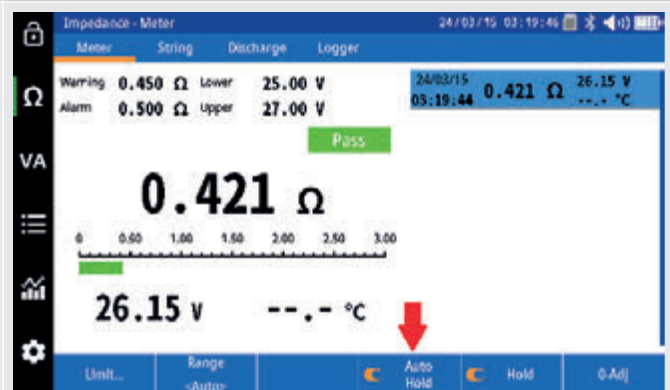 Impedance - Meter 24/03/15 03:19:46
Meter String Discharge Logger
Warning 0.450 Ω Lower 25.00 V
Alarm 0.500 Ω Upper 27.00 V
24/03/15
03:19:44 0.421 Ω 26.15 V
--.- °C
Pass
Ω
VA
0.421 Ω
0 0.50 1.00 1.50 2.00 2.50 3.00
26.15 V --.- °C
Limit...
Range
<Auto>
Auto
Hold
Hold
0-Adj